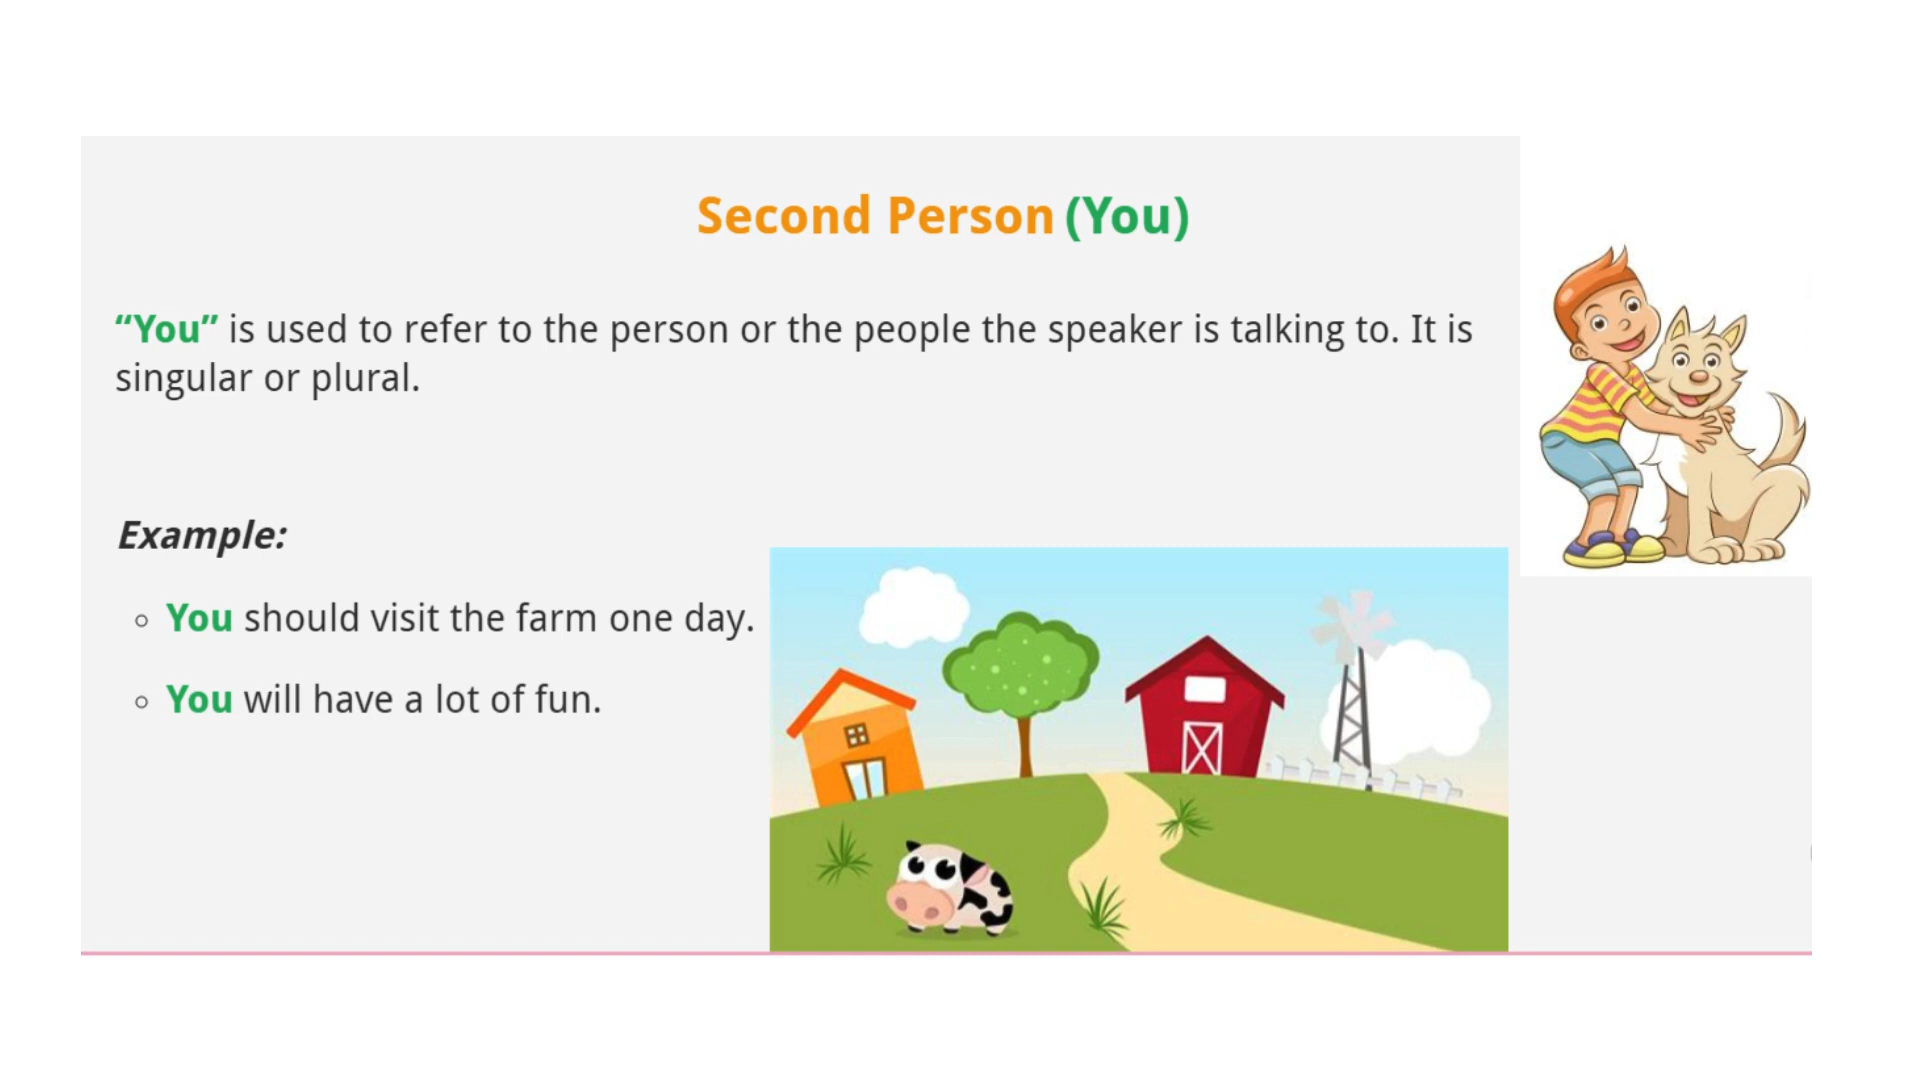 Second Person (You)
“You” is used to refer to the person or the people the speaker is talking to. It is
singular or plural.
Example:
You should visit the farm one day.
You will have a lot of fun.